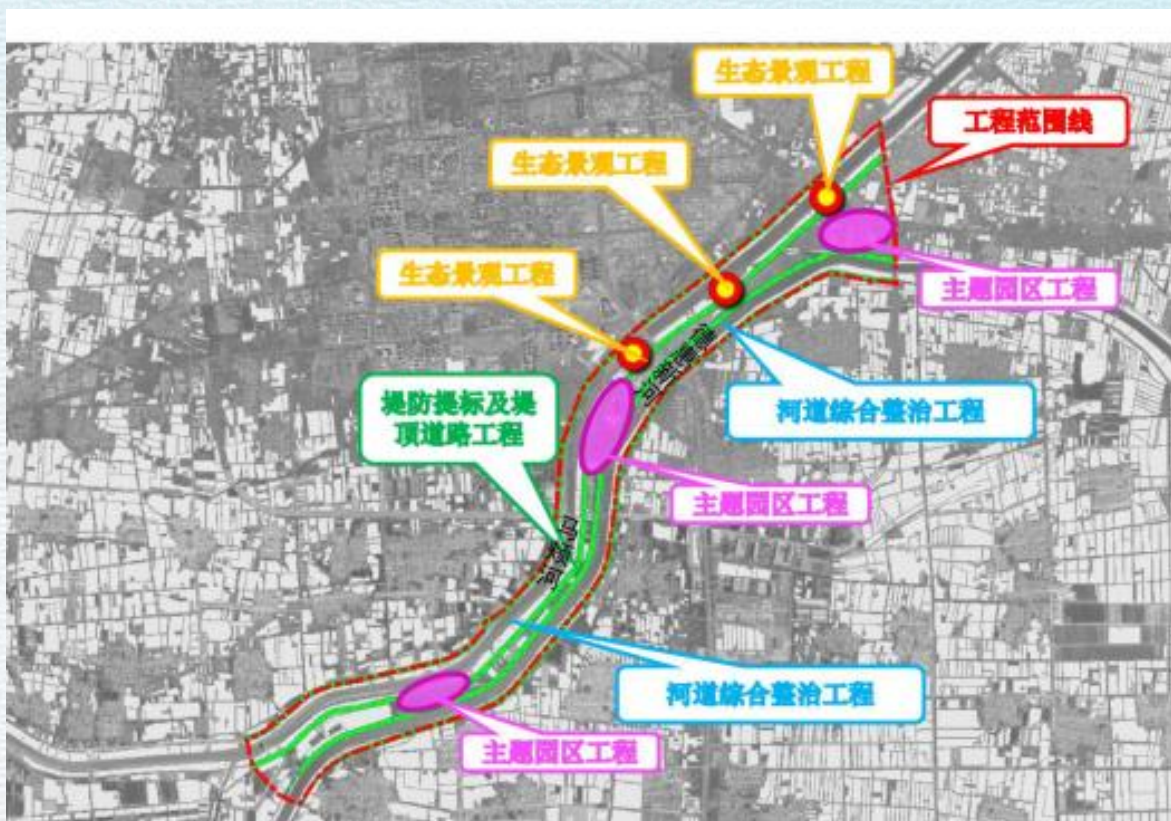 生态景观工程
工程范围线
生态景观工程
生态景观工程
主题园区工程
河道综合整治工程
堤防提标及堤
顶道路工程
主题园区工程
河道综合整治工程
主题园区工程